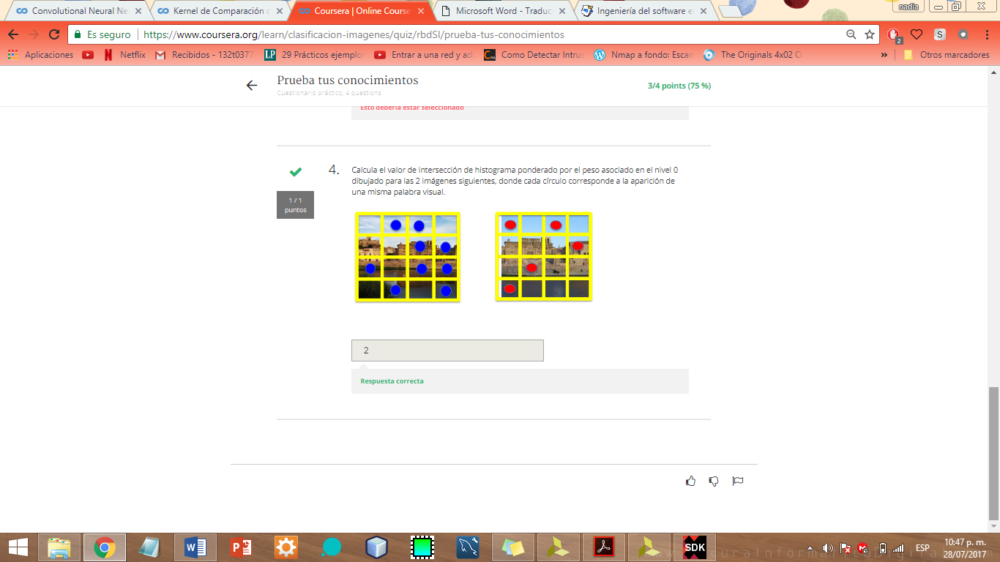 Convolutional Neural Ne
Kernel de Comparación d
Coursera | Online Course
Microsoft Word - Traduc
Ingeniería del software e
nadia
Es seguro
https://www.coursera.org/learn/clasificacion-imagenes/quiz/rbdSI/prueba-tus-conocimientos
2
Aplicaciones
Netflix
Recibidos - 132t0377
29 Prácticos ejemplo
Entrar a una red y ad
Como Detectar Intrus
Nmap a fondo: Escan
The Originals 4x02 O
»
Otros marcadores
Prueba tus conocimientos
Cuestionario práctico, 4 questions
3/4 points (75 %)
Esto debería estar seleccionado
4.
Calcula el valor de intersección de histograma ponderado por el peso asociado en el nivel 0
dibujado para las 2 imágenes siguientes, donde cada círculo corresponde a la aparición de
una misma palabra visual.
1 / 1
puntos
2
Respuesta correcta
SDK
ESP
10:47 p. m.
28/07/2017